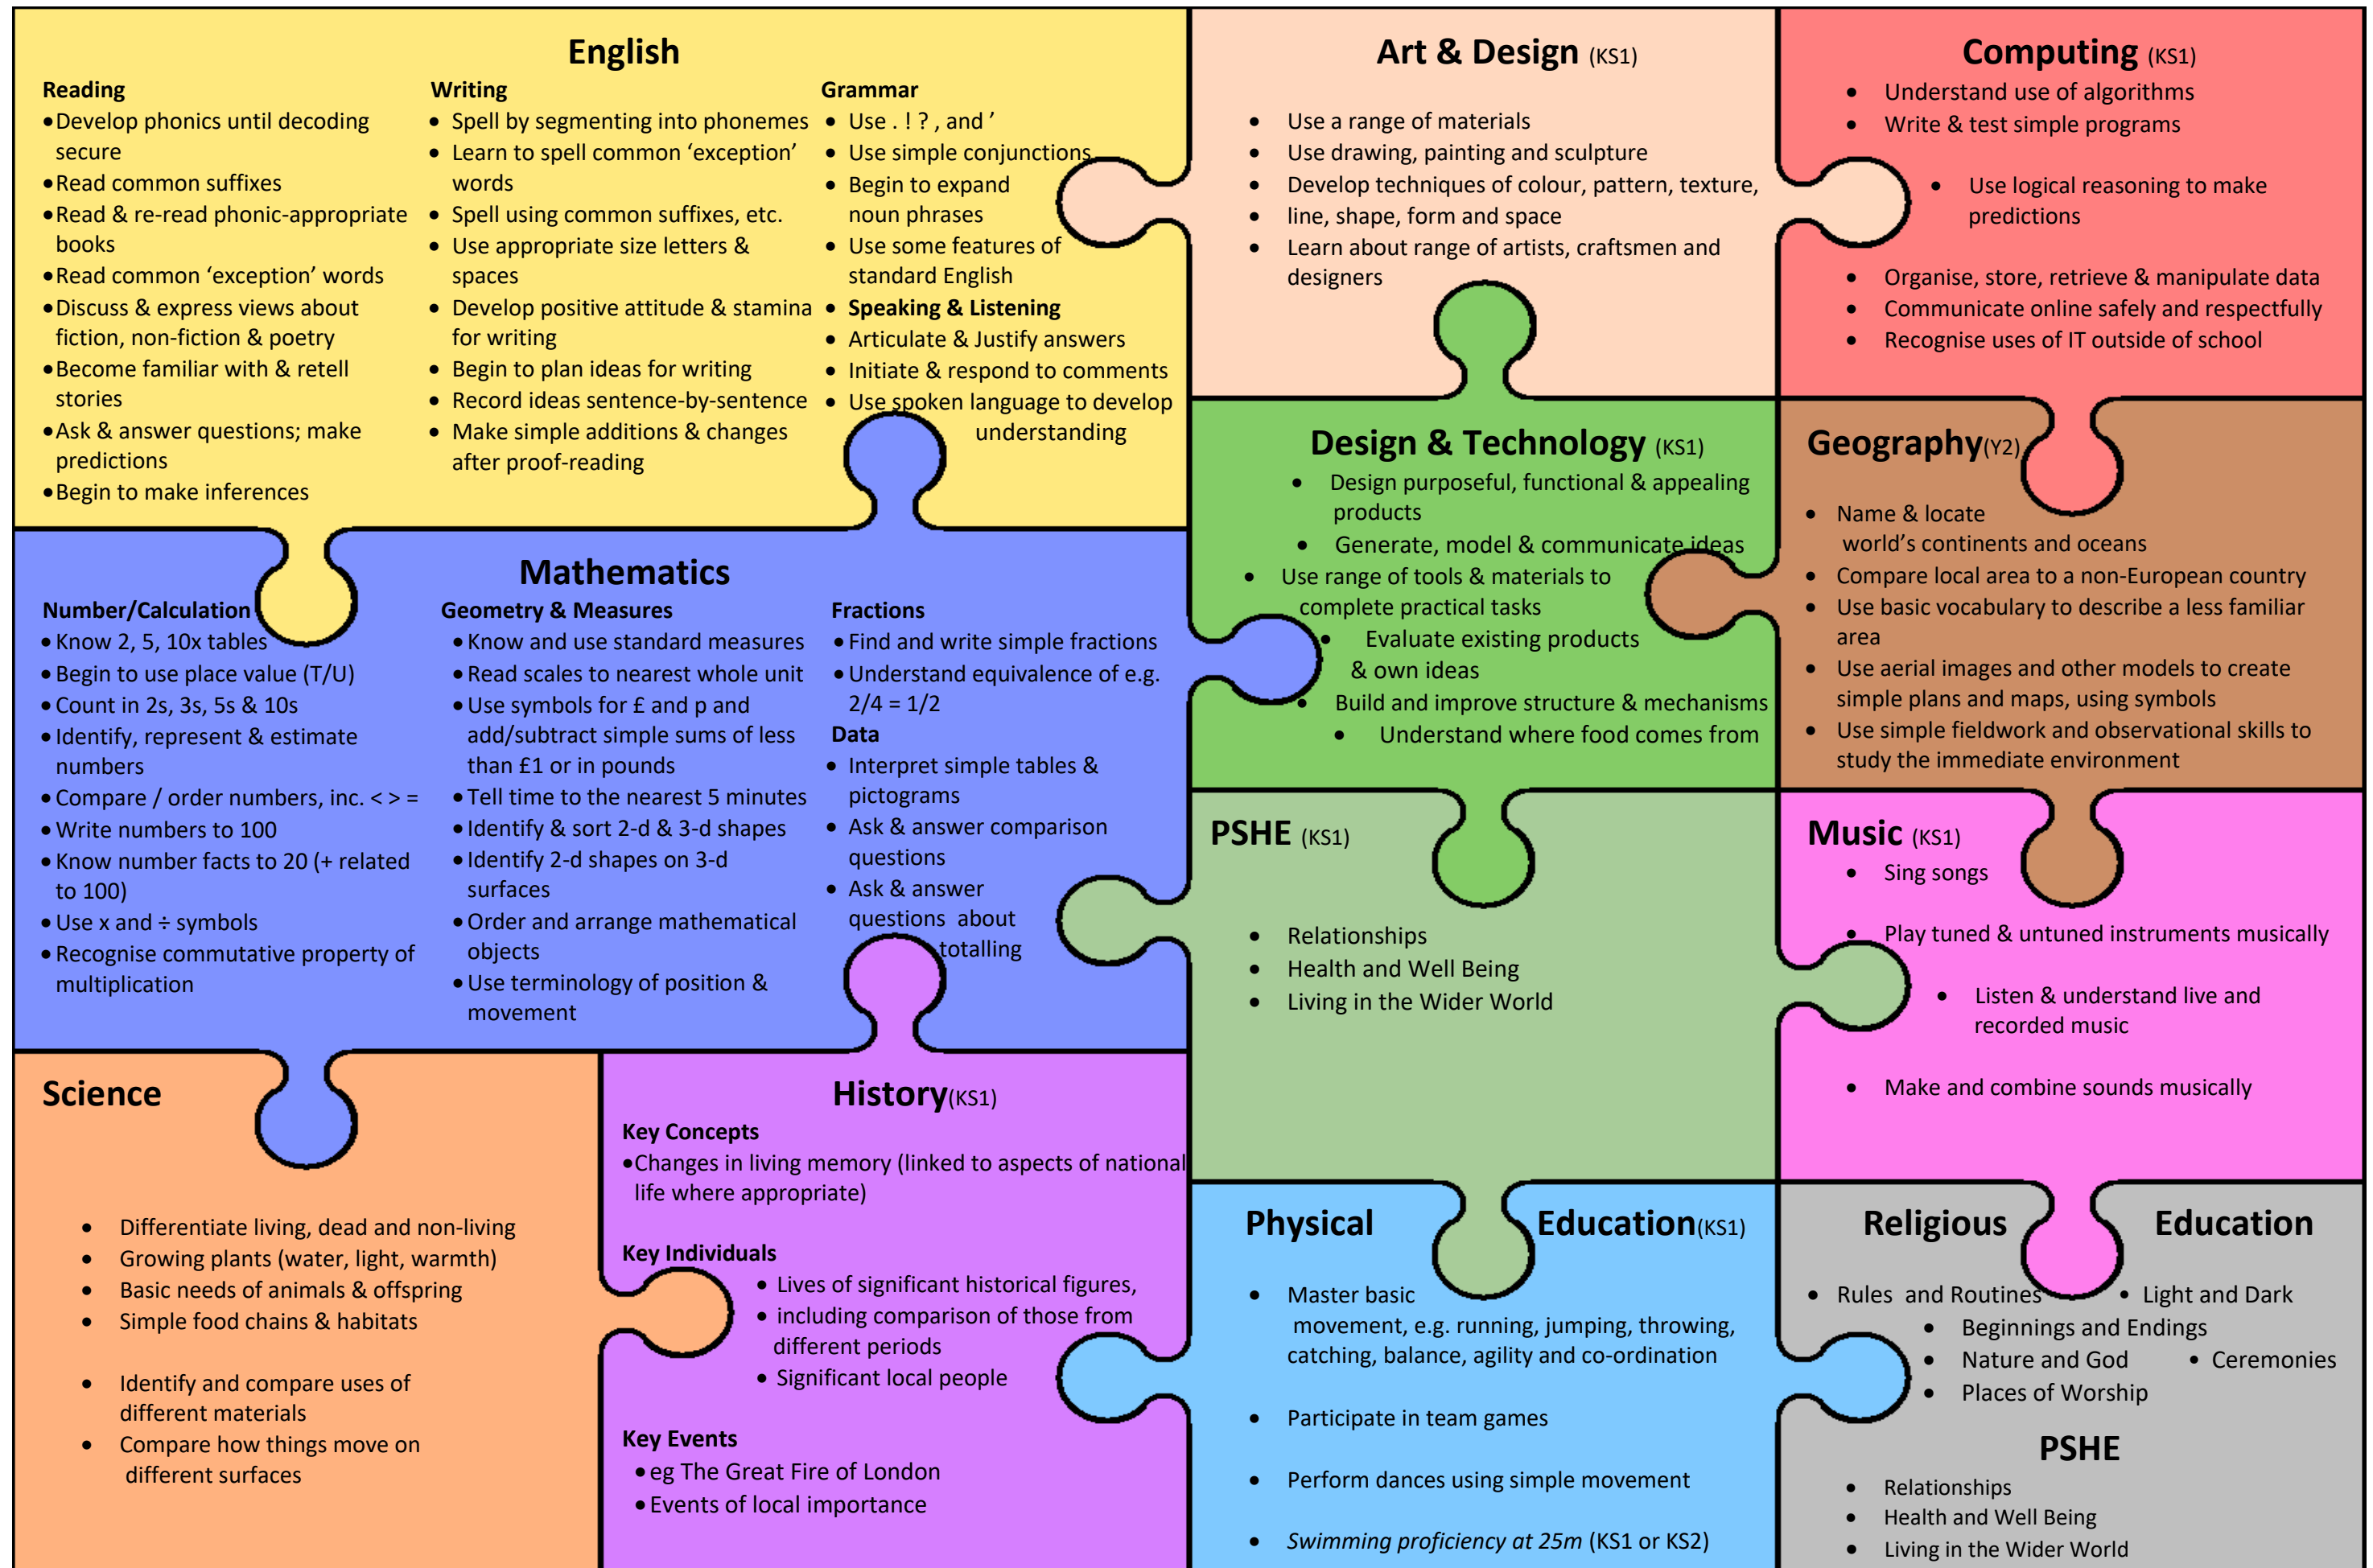 English
Reading
•Develop phonics until decoding
secure
•Read common suffixes
•Read & re-read phonic-appropriate
books
•Read common ‘exception’ words
•Discuss & express views about
fiction, non-fiction & poetry
•Become familiar with & retell
stories
•Ask & answer questions; make
predictions
•Begin to make inferences
Writing
• Spell by segmenting into phonemes
• Learn to spell common ‘exception’
words
• Spell using common suffixes, etc.
• Use appropriate size letters &
spaces
• Develop positive attitude & stamina
for writing
• Begin to plan ideas for writing
• Record ideas sentence-by-sentence
• Make simple additions & changes
after proof-reading
Grammar
• Use . ! ? , and ’
• Use simple conjunctions
• Begin to expand
noun phrases
• Use some features of
standard English
• Speaking & Listening
• Articulate & Justify answers
• Initiate & respond to comments
• Use spoken language to develop
understanding
Art & Design (KS1)
• Use a range of materials
• Use drawing, painting and sculpture
• Develop techniques of colour, pattern, texture,
• line, shape, form and space
• Learn about range of artists, craftsmen and
designers
Computing (KS1)
• Understand use of algorithms
• Write & test simple programs
• Use logical reasoning to make
predictions
• Organise, store, retrieve & manipulate data
• Communicate online safely and respectfully
• Recognise uses of IT outside of school
Design & Technology (KS1)
• Design purposeful, functional & appealing
products
• Generate, model & communicate ideas
• Use range of tools & materials to
complete practical tasks
• Evaluate existing products
& own ideas
• Build and improve structure & mechanisms
• Understand where food comes from
Geography(Y2)
• Name & locate
world’s continents and oceans
• Compare local area to a non-European country
• Use basic vocabulary to describe a less familiar
area
• Use aerial images and other models to create
simple plans and maps, using symbols
• Use simple fieldwork and observational skills to
study the immediate environment
Mathematics
Number/Calculation
• Know 2, 5, 10x tables
• Begin to use place value (T/U)
• Count in 2s, 3s, 5s & 10s
• Identify, represent & estimate
numbers
• Compare / order numbers, inc. < > =
• Write numbers to 100
• Know number facts to 20 (+ related
to 100)
• Use x and ÷ symbols
• Recognise commutative property of
multiplication
Geometry & Measures
• Know and use standard measures
• Read scales to nearest whole unit
• Use symbols for £ and p and
add/subtract simple sums of less
than £1 or in pounds
• Tell time to the nearest 5 minutes
• Identify & sort 2-d & 3-d shapes
• Identify 2-d shapes on 3-d
surfaces
• Order and arrange mathematical
objects
• Use terminology of position &
movement
Fractions
• Find and write simple fractions
• Understand equivalence of e.g.
2/4 = 1/2
Data
• Interpret simple tables &
pictograms
• Ask & answer comparison
questions
• Ask & answer
questions about
totalling
PSHE (KS1)
• Relationships
• Health and Well Being
• Living in the Wider World
Music (KS1)
• Sing songs
• Play tuned & untuned instruments musically
• Listen & understand live and
recorded music
• Make and combine sounds musically
Science
• Differentiate living, dead and non-living
• Growing plants (water, light, warmth)
• Basic needs of animals & offspring
• Simple food chains & habitats
• Identify and compare uses of
different materials
• Compare how things move on
different surfaces
History(KS1)
Key Concepts
•Changes in living memory (linked to aspects of national
life where appropriate)
Key Individuals
• Lives of significant historical figures,
• including comparison of those from
different periods
• Significant local people
Key Events
• eg The Great Fire of London
• Events of local importance
Physical Education(KS1)
• Master basic
movement, e.g. running, jumping, throwing,
catching, balance, agility and co-ordination
• Participate in team games
• Perform dances using simple movement
• Swimming proficiency at 25m (KS1 or KS2)
Religious Education
• Rules and Routines • Light and Dark
• Beginnings and Endings
• Nature and God • Ceremonies
• Places of Worship
PSHE
• Relationships
• Health and Well Being
• Living in the Wider World